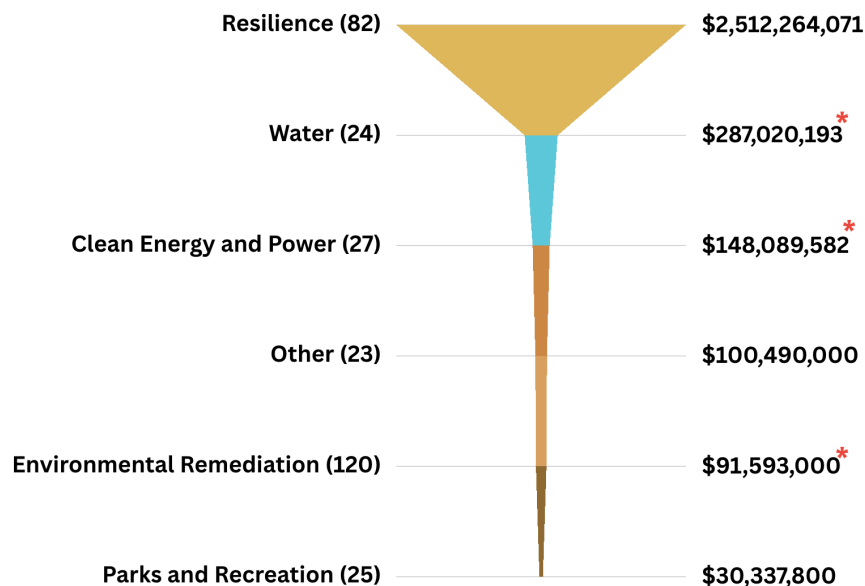 Resilience (82) $2,512,264,071
Water (24) $287,020,193*
Clean Energy and Power (27) $148,089,582*
Other (23) $100,490,000
Environmental Remediation (120) $91,593,000*
Parks and Recreation (25) $30,337,800